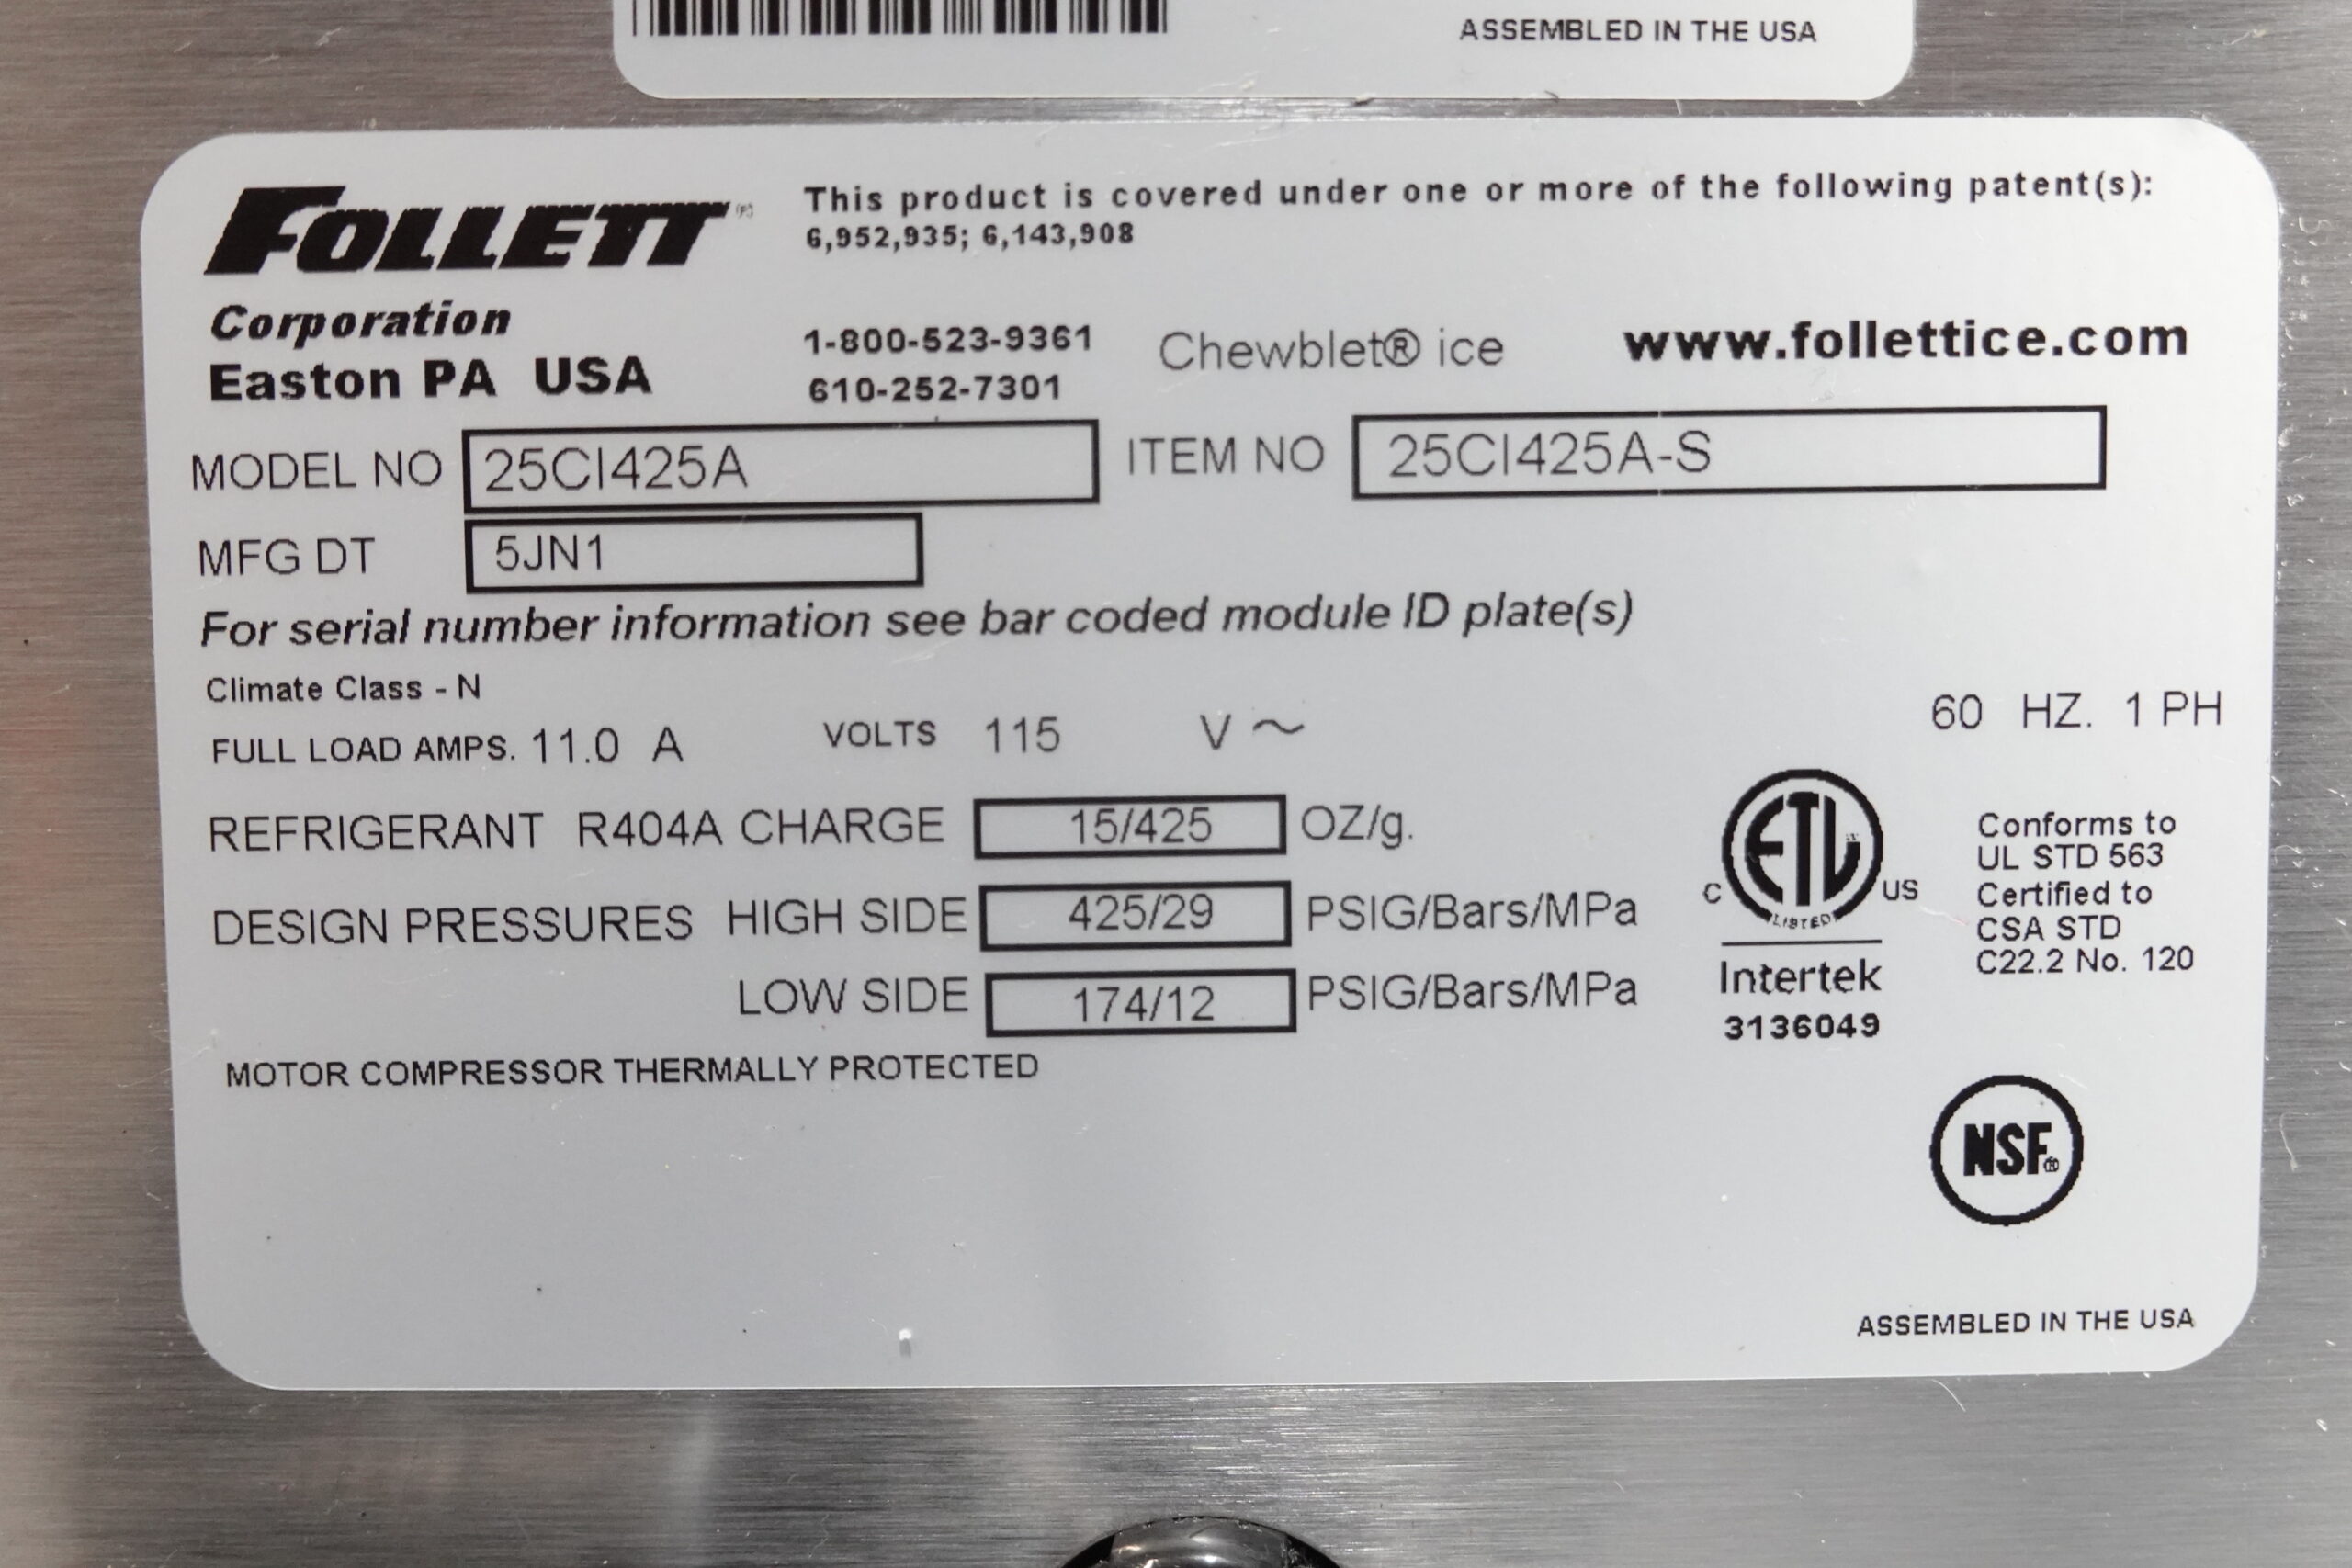 ASSEMBLED IN THE USA
FOLLETT®
This product is covered under one or more of the following patent(s):
6,952,935; 6,143,908
Corporation
Easton PA USA
1-800-523-9361
610-252-7301
Chewblet® ice
www.follettice.com
MODEL NO 25CI425A
ITEM NO 25CI425A-S
MFG DT 5JN1
For serial number information see bar coded module ID plate(s)
Climate Class - N
FULL LOAD AMPS. 11.0 A VOLTS 115 V ~ 60 HZ. 1 PH
REFRIGERANT R404A CHARGE 15/425 OZ/g.
DESIGN PRESSURES HIGH SIDE 425/29 PSIG/Bars/MPa
LOW SIDE 174/12 PSIG/Bars/MPa
MOTOR COMPRESSOR THERMALLY PROTECTED
C ETL US
LISTED
Intertek
3136049
Conforms to
UL STD 563
Certified to
CSA STD
C22.2 No. 120
NSF®
ASSEMBLED IN THE USA